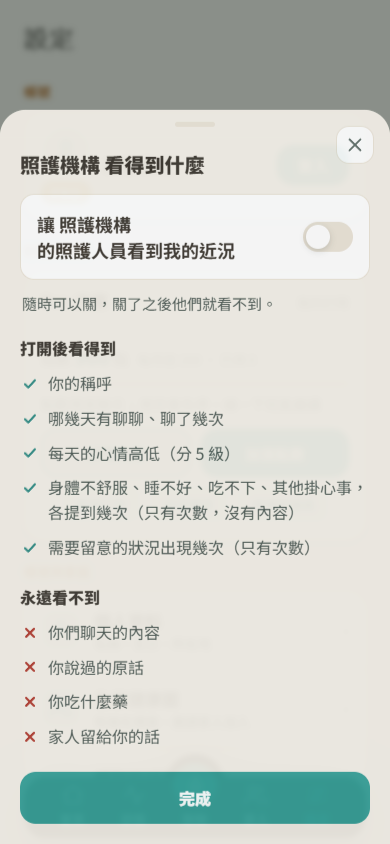 設定
照護機構 看得到什麼
讓 照護機構
的照護人員看到我的近況
隨時可以關，關了之後他們就看不到。
打開後看得到
你的稱呼
哪幾天有聊聊、聊了幾次
每天的心情高低（分 5 級）
身體不舒服、睡不好、吃不下、其他掛心事，
各提到幾次（只有次數，沒有內容）
需要留意的狀況出現幾次（只有次數）
永遠看不到
你們聊天的內容
你說過的原話
你吃什麼藥
家人留給你的話
完成